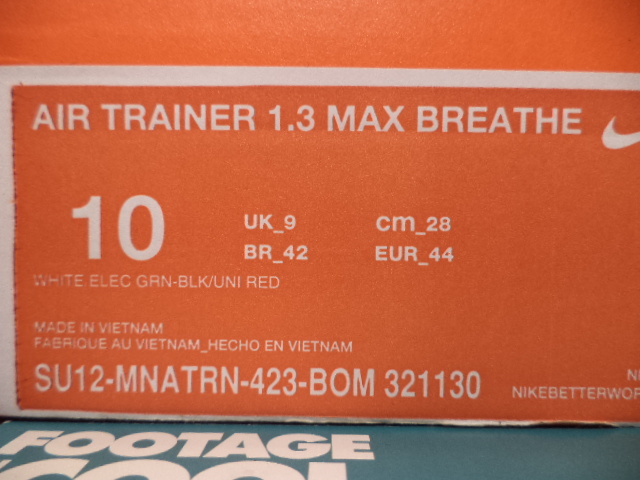 AIR TRAINER 1.3 MAX BREATHE
10
UK_9 cm_28
BR_42 EUR_44
WHITE ELEC GRN-BLK/UNI RED
MADE IN VIETNAM
FABRIQUE AU VIETNAM_HECHO EN VIETNAM
SU12-MNATRN-423-BOM 321130
NIKEBETTERWOR
FOOTAGE